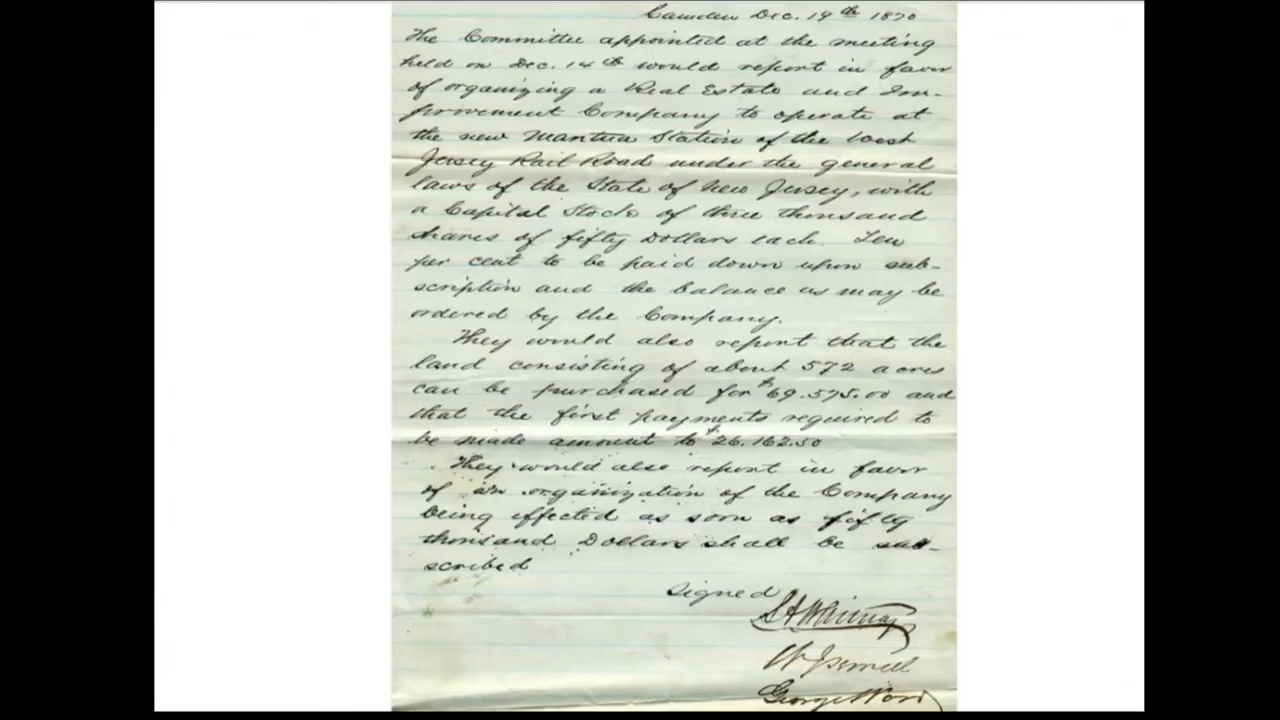 Camden Dec. 19th 1870
The Committee appointed at the meeting
held on Dec. 14th would report in favor
of organizing a Real Estate and Im-
provement Company to operate at
the new Mantua Station of the West
Jersey Rail Road under the general
laws of the State of New Jersey, with
a Capital Stock of three thousand
shares of fifty Dollars each. Ten
per cent to be paid down upon sub-
scription and the balance as may be
ordered by the Company.
They would also report that the
land consisting of about 572 acres
can be purchased for $69.575.00 and
that the first payments required to
be made amount to $26.162.50
They would also report in favor
of an organization of the Company
being effected as soon as fifty
thousand Dollars shall be sub-
scribed
Signed
George Wood